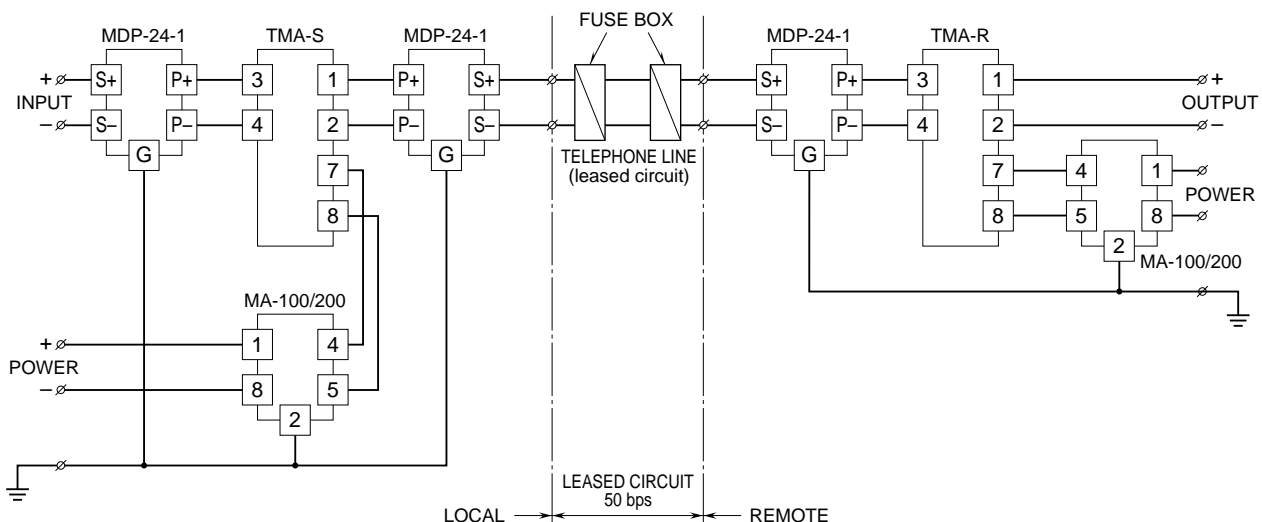 FUSE BOX
MDP-24-1 TMA-S MDP-24-1 MDP-24-1 TMA-R
+ S+ P+ 3 1 P+ S+ S+ P+ 3 1 +
INPUT OUTPUT
– S– P– 4 2 P– S– S– P– 4 2 –
G G G
TELEPHONE LINE
(leased circuit)
7 7 4 1
POWER
8 8 5 8
2
MA-100/200
MA-100/200
+ 1 4
POWER
– 8 5
2
LEASED CIRCUIT
50 bps
LOCAL REMOTE